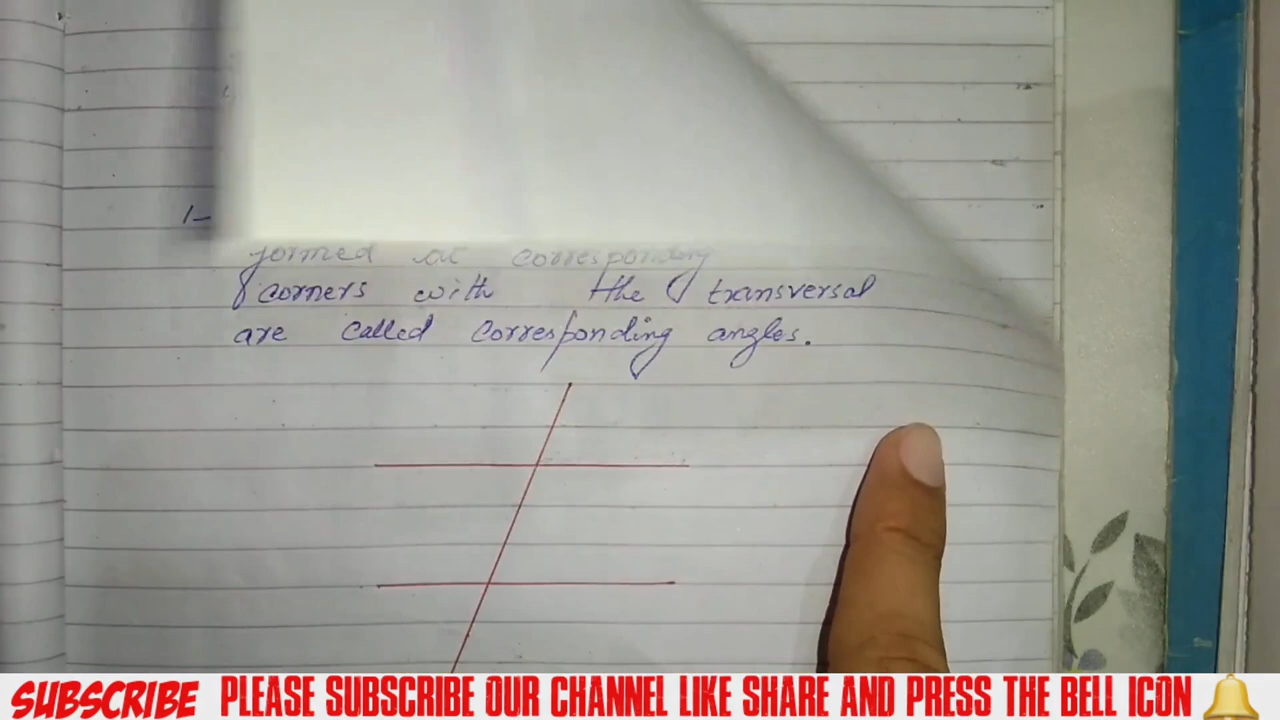 1-
formed at corresponding
corners with the transversal
are called corresponding angles.
SUBSCRIBE PLEASE SUBSCRIBE OUR CHANNEL LIKE SHARE AND PRESS THE BELL ICON